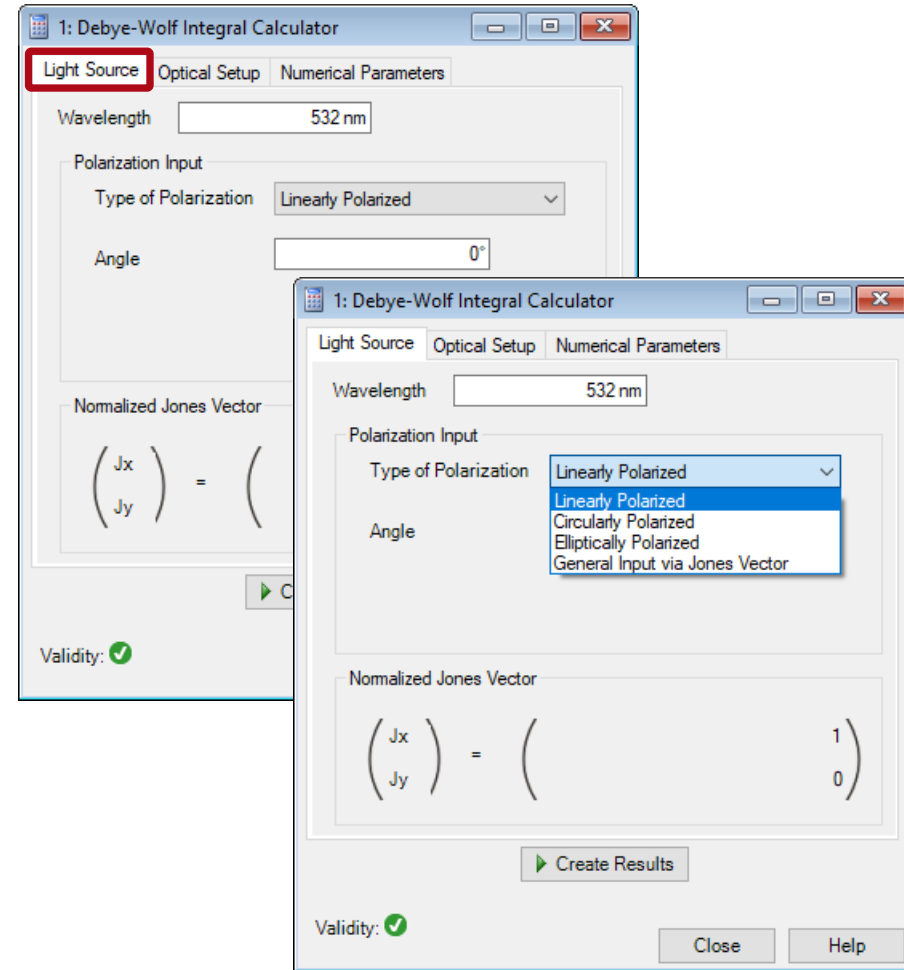 1: Debye-Wolf Integral Calculator
Light Source Optical Setup Numerical Parameters
Wavelength 532 nm
Polarization Input
Type of Polarization Linearly Polarized
Angle 0°
Normalized Jones Vector
Jx
Jy
=
C
Validity:
1: Debye-Wolf Integral Calculator
Light Source Optical Setup Numerical Parameters
Wavelength 532 nm
Polarization Input
Type of Polarization Linearly Polarized
Linearly Polarized
Circularly Polarized
Elliptically Polarized
General Input via Jones Vector
Angle
Normalized Jones Vector
Jx 1
=
Jy 0
Create Results
Validity:
Close Help